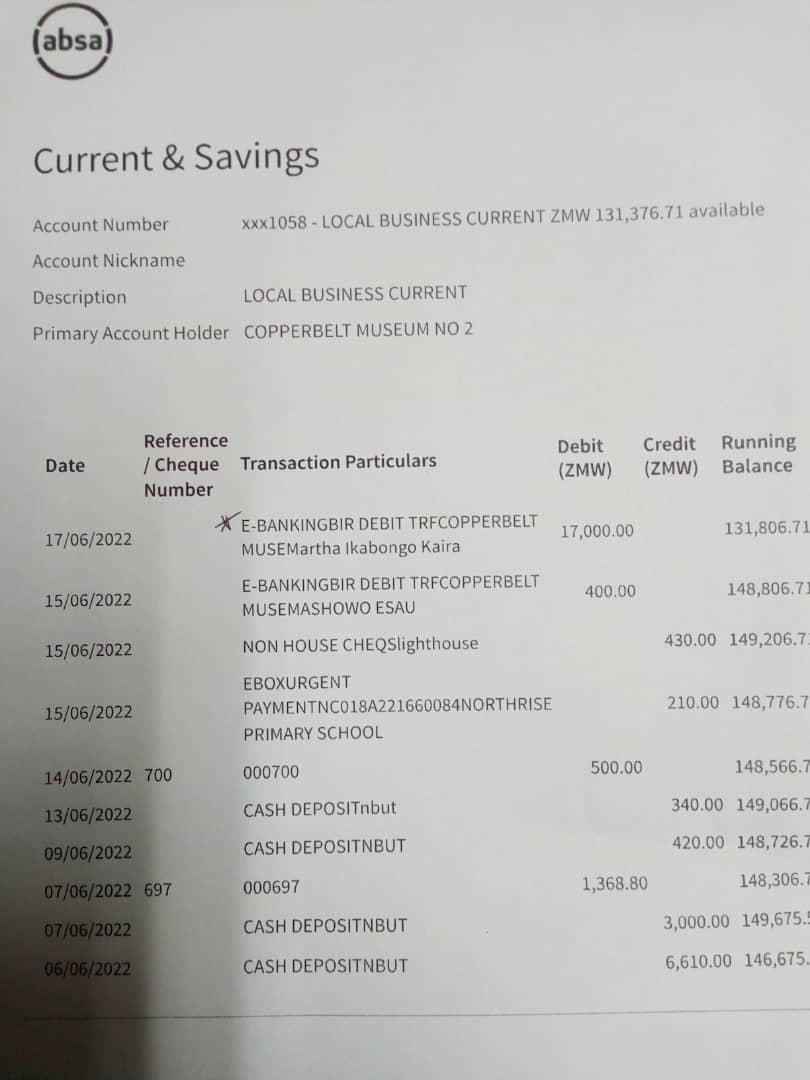 (absa)
Current & Savings
Account Number xxx1058 - LOCAL BUSINESS CURRENT ZMW 131,376.71 available
Account Nickname
Description LOCAL BUSINESS CURRENT
Primary Account Holder COPPERBELT MUSEUM NO 2
Date Reference / Cheque Number Transaction Particulars Debit (ZMW) Credit (ZMW) Running Balance
17/06/2022 E-BANKINGBIR DEBIT TRFCOPPERBELT 17,000.00 131,806.71
MUSEMartha Ikabongo Kaira
15/06/2022 E-BANKINGBIR DEBIT TRFCOPPERBELT 400.00 148,806.71
MUSEMASHOWO ESAU
15/06/2022 NON HOUSE CHEQSlighthouse 430.00 149,206.7
EBOXURGENT
15/06/2022 PAYMENTNC018A221660084NORTHRISE 210.00 148,776.7
PRIMARY SCHOOL
14/06/2022 700 000700 500.00 148,566.7
13/06/2022 CASH DEPOSITnbut 340.00 149,066.7
09/06/2022 CASH DEPOSITNBUT 420.00 148,726.7
07/06/2022 697 000697 1,368.80 148,306.7
07/06/2022 CASH DEPOSITNBUT 3,000.00 149,675.5
06/06/2022 CASH DEPOSITNBUT 6,610.00 146,675.